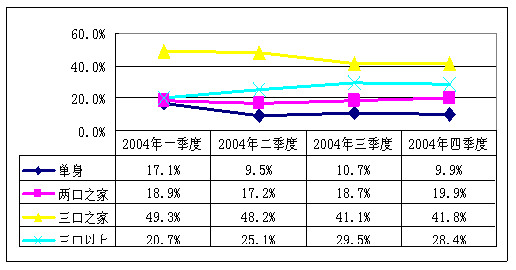 60.0%
40.0%
20.0%
0.0%
2004年一季度 2004年二季度 2004年三季度 2004年四季度
单身 17.1% 9.5% 10.7% 9.9%
两口之家 18.9% 17.2% 18.7% 19.9%
三口之家 49.3% 48.2% 41.1% 41.8%
三口以上 20.7% 25.1% 29.5% 28.4%